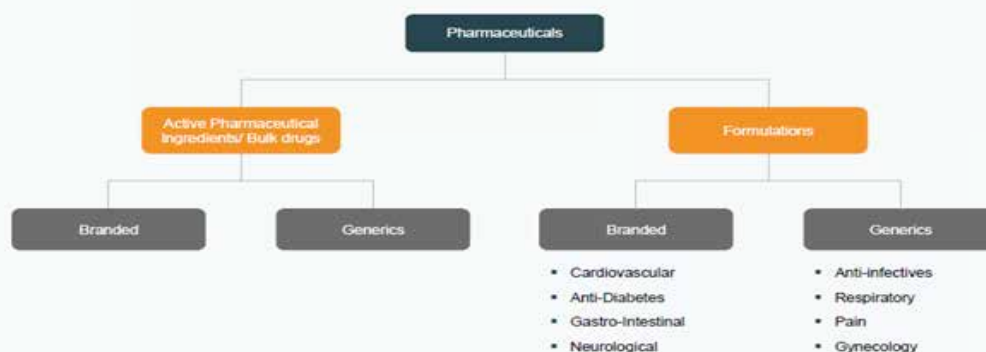 Pharmaceuticals
Active Pharmaceutical
Ingredients/ Bulk drugs
Formulations
Branded
Generics
Branded
Generics
▪ Cardiovascular
▪ Anti-Diabetes
▪ Gastro-Intestinal
▪ Neurological
▪ Anti-infectives
▪ Respiratory
▪ Pain
▪ Gynecology